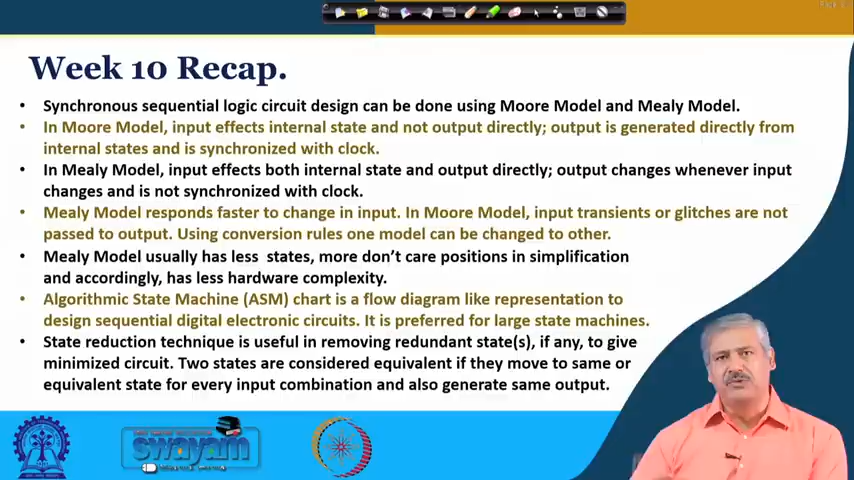 Week 10 Recap.
• Synchronous sequential logic circuit design can be done using Moore Model and Mealy Model.
• In Moore Model, input effects internal state and not output directly; output is generated directly from
internal states and is synchronized with clock.
• In Mealy Model, input effects both internal state and output directly; output changes whenever input
changes and is not synchronized with clock.
• Mealy Model responds faster to change in input. In Moore Model, input transients or glitches are not
passed to output. Using conversion rules one model can be changed to other.
• Mealy Model usually has less states, more don't care positions in simplification
and accordingly, has less hardware complexity.
• Algorithmic State Machine (ASM) chart is a flow diagram like representation to
design sequential digital electronic circuits. It is preferred for large state machines.
• State reduction technique is useful in removing redundant state(s), if any, to give
minimized circuit. Two states are considered equivalent if they move to same or
equivalent state for every input combination and also generate same output.
swayam